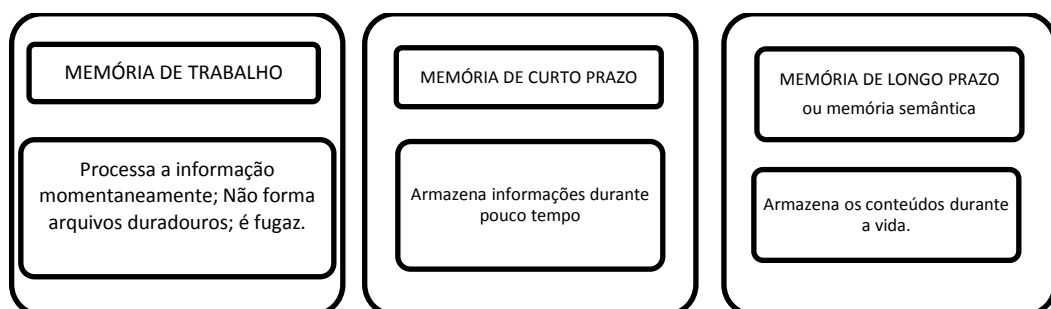 MEMÓRIA DE TRABALHO
Processa a informação
momentaneamente; Não forma
arquivos duradouros; é fugaz.
MEMÓRIA DE CURTO PRAZO
Armazena informações durante
pouco tempo
MEMÓRIA DE LONGO PRAZO
ou memória semântica
Armazena os conteúdos durante
a vida.